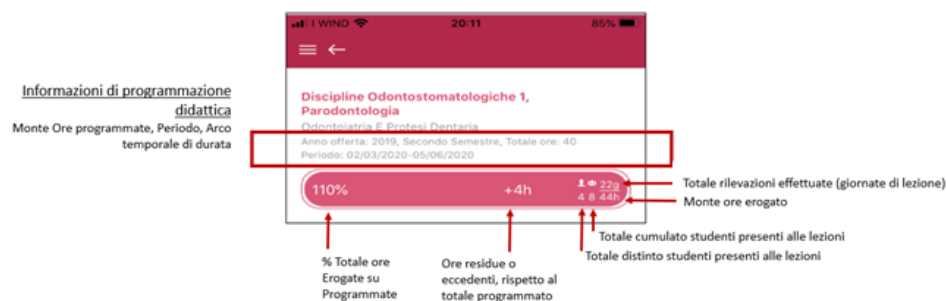 I WIND
20:11
85%
Informazioni di programmazione
didattica
Monte Ore programmate, Periodo, Arco
temporale di durata
Discipline Odontostomatologiche 1,
Parodontologia
Odontoiatria E Protesi Dentaria
Anno offerta: 2019, Secondo Semestre, Totale ore: 40
Periodo: 02/03/2020-05/06/2020
110%
+4h
22g
4 8 44h
Totale rilevazioni effettuate (giornate di lezione)
Monte ore erogato
Totale cumulato studenti presenti alle lezioni
Totale distinto studenti presenti alle lezioni
% Totale ore
Erogate su
Programmate
Ore residue o
eccedenti, rispetto al
totale programmato